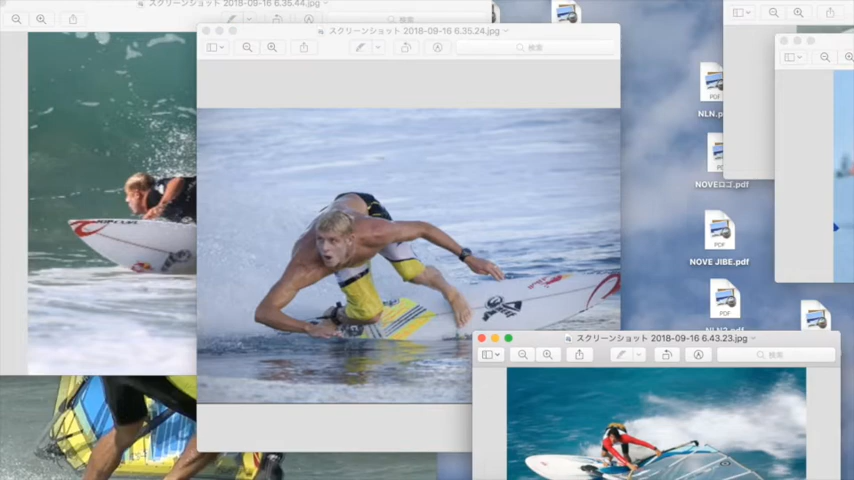 スクリーンショット 2018-09-16 6.35.44.jpg
検索
スクリーンショット 2018-09-16 6.35.24.jpg
検索
NLN.p
NOVEロゴ.pdf
PDF
NOVE JIBE.pdf
PDF
NLN2.pdf
スクリーンショット 2018-09-16 6.43.23.jpg
検索